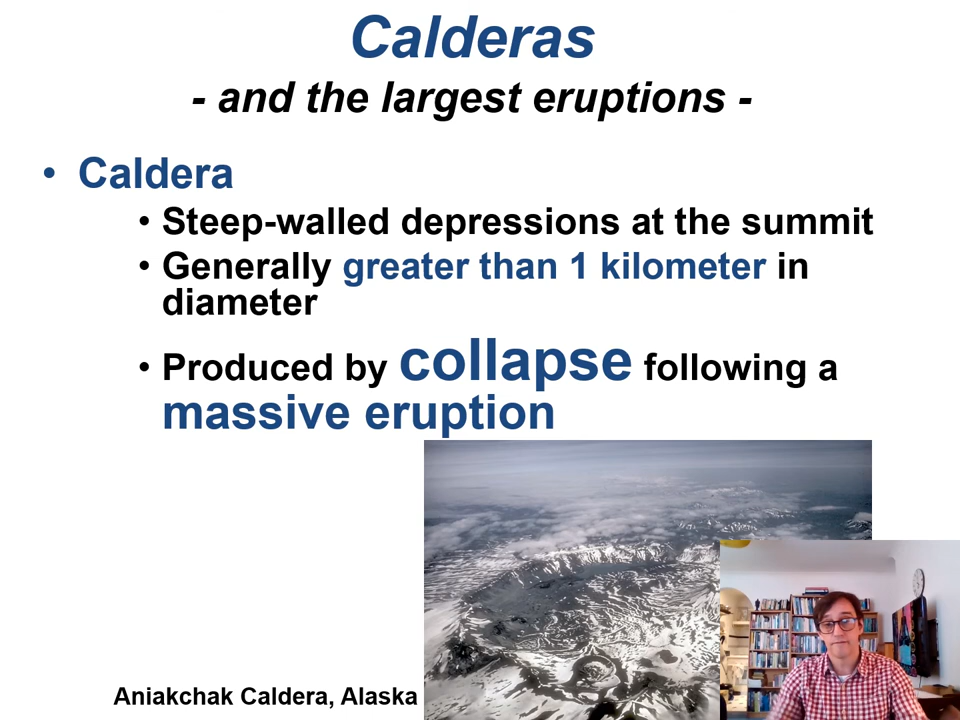 Calderas
- and the largest eruptions -
• Caldera
• Steep-walled depressions at the summit
• Generally greater than 1 kilometer in
diameter
• Produced by collapse following a
massive eruption
Aniakchak Caldera, Alaska